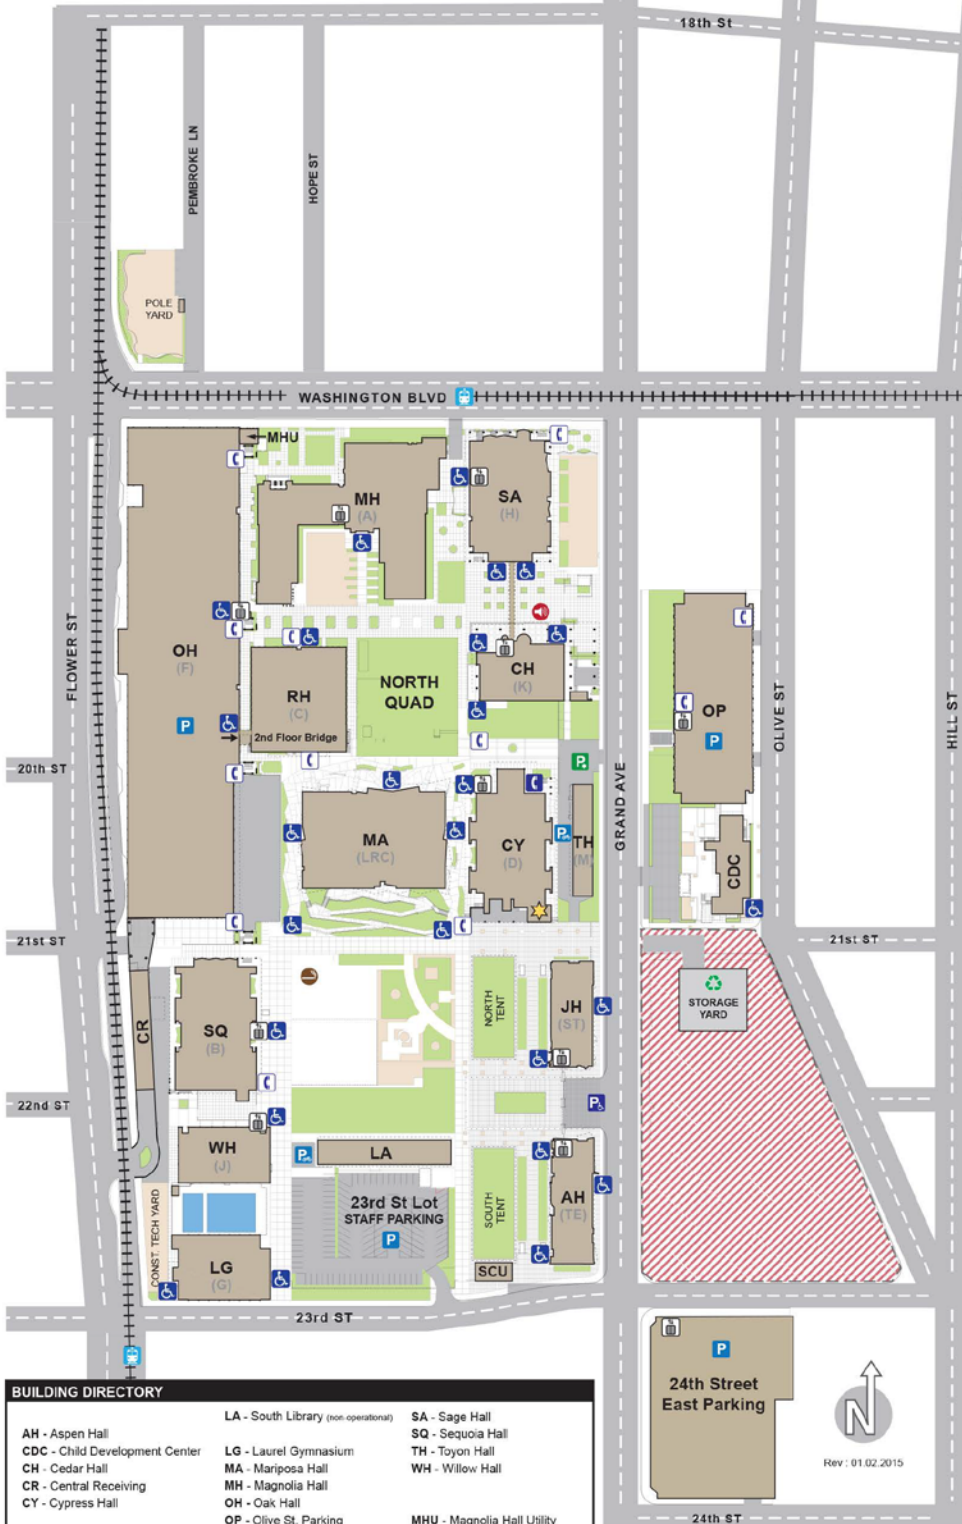 18th St
PEMBROKE LN
HOPE ST
POLE
YARD
WASHINGTON BLVD
MHU
MH
(A)
SA
(H)
FLOWER ST
OH
(F)
P
RH
(C)
2nd Floor Bridge
NORTH
QUAD
CH
(K)
OP
P
OLIVE ST
HILL ST
20th ST
GRAND AVE
P
MA
(LRC)
CY
(D)
P
TH
(M)
CDC
21st ST
21st ST
CR
SQ
(B)
NORTH
TENT
JH
(ST)
STORAGE
YARD
22nd ST
P
WH
(J)
P
LA
CONST. TECH YARD
23rd St Lot
STAFF PARKING
P
SOUTH
TENT
AH
(TE)
LG
(G)
SCU
23rd ST
P
24th Street
East Parking
N
Rev : 01.02.2015
24th ST
BUILDING DIRECTORY
AH - Aspen Hall
CDC - Child Development Center
CH - Cedar Hall
CR - Central Receiving
CY - Cypress Hall
LA - South Library (non-operational)
LG - Laurel Gymnasium
MA - Mariposa Hall
MH - Magnolia Hall
OH - Oak Hall
OP - Olive St. Parking
SA - Sage Hall
SQ - Sequoia Hall
TH - Toyon Hall
WH - Willow Hall
MHU - Magnolia Hall Utility